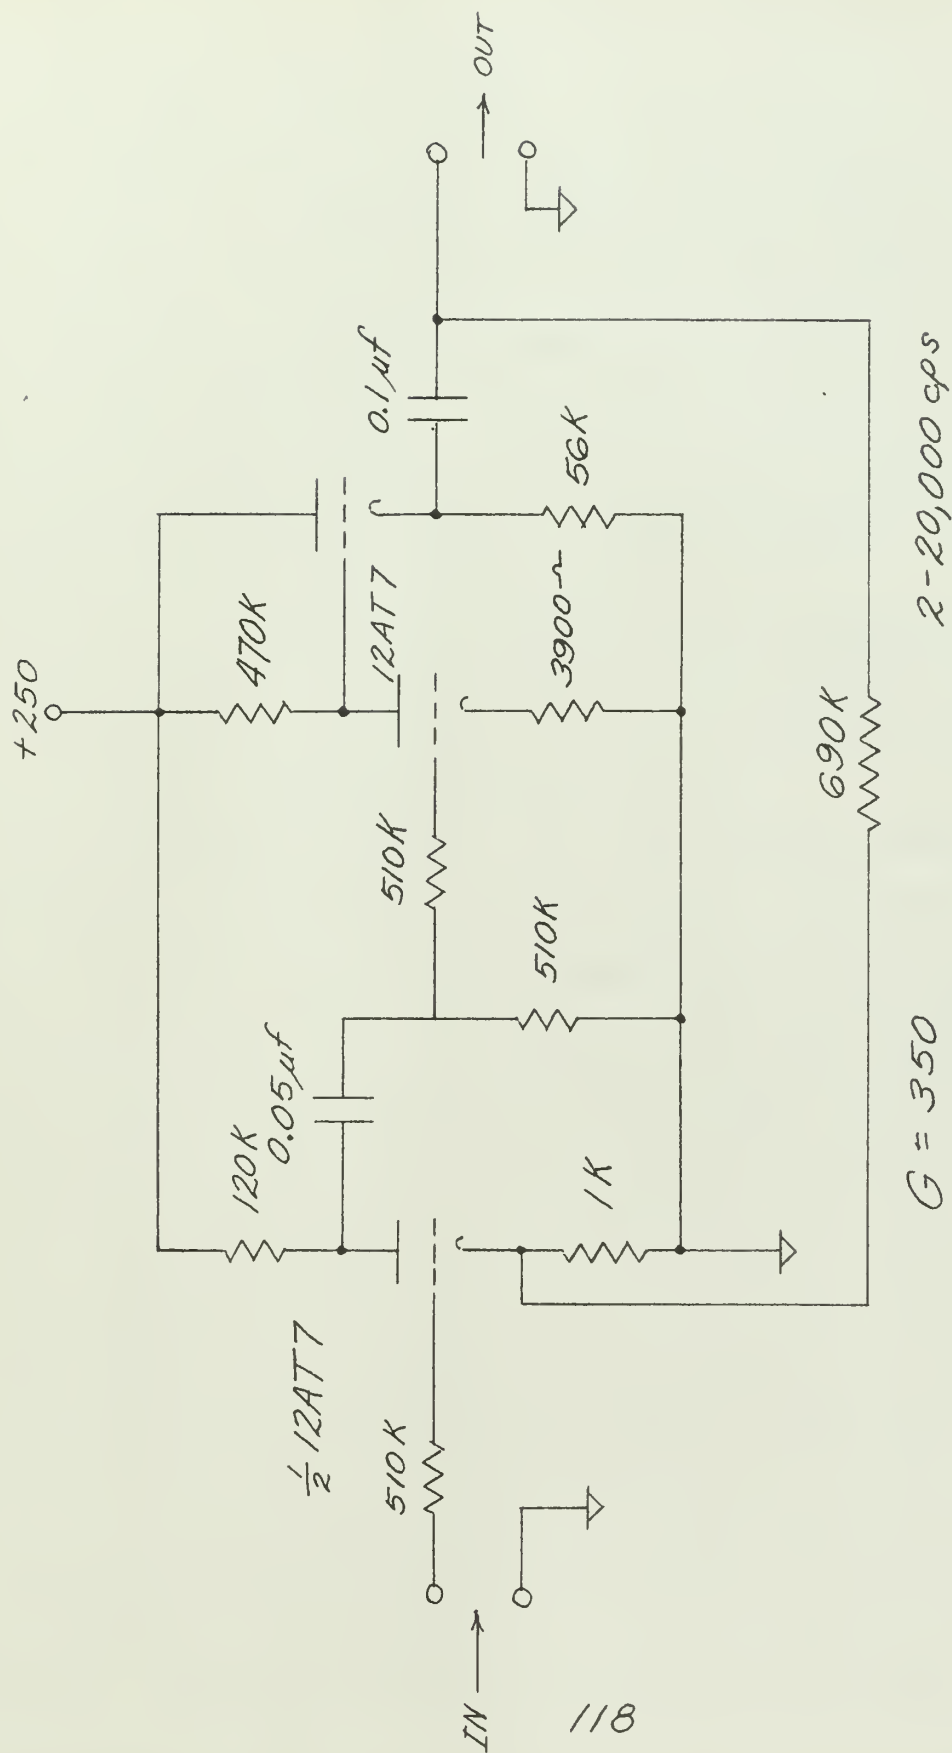 +250
120K
0.05µf
470K
0.1µf
½ 12AT7
12AT7
510K
510K
IN
OUT
510K
1K
3900~
56K
690K
G = 350
2-20,000 cps
118